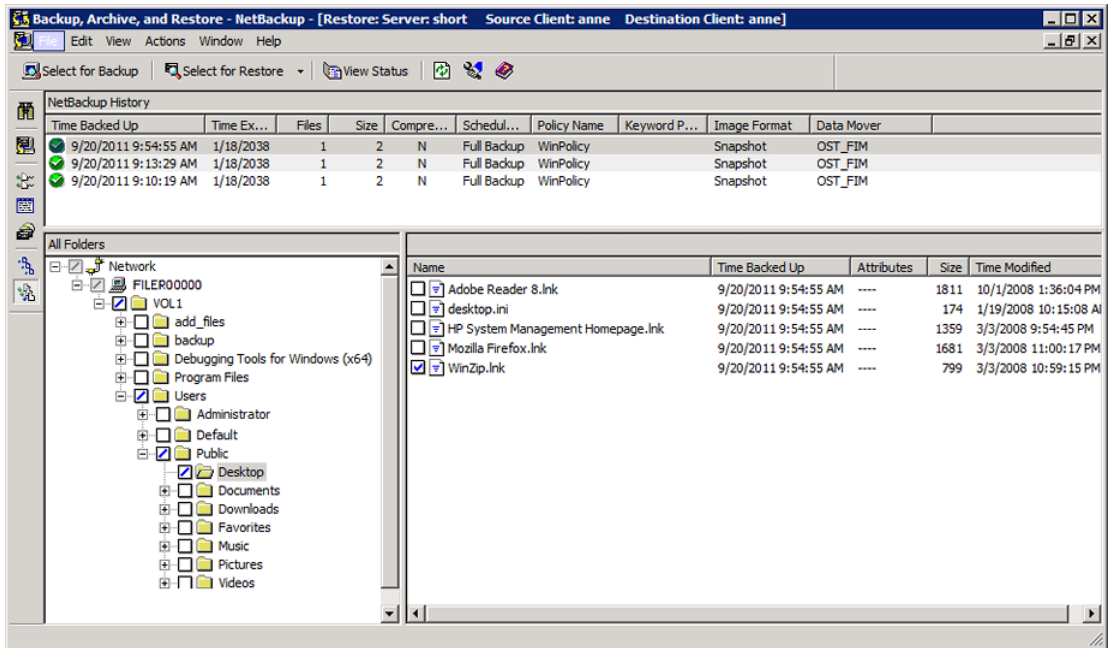 Backup, Archive, and Restore - NetBackup - [Restore: Server: short Source Client: anne Destination Client: anne]
File Edit View Actions Window Help
Select for Backup Select for Restore View Status
NetBackup History
Time Backed Up Time Ex... Files Size Compre... Schedul... Policy Name Keyword P... Image Format Data Mover
9/20/2011 9:54:55 AM 1/18/2038 1 2 N Full Backup WinPolicy Snapshot OST_FIM
9/20/2011 9:13:29 AM 1/18/2038 1 2 N Full Backup WinPolicy Snapshot OST_FIM
9/20/2011 9:10:19 AM 1/18/2038 1 2 N Full Backup WinPolicy Snapshot OST_FIM
All Folders
Network
FILER00000
VOL1
add_files
backup
Debugging Tools for Windows (x64)
Program Files
Users
Administrator
Default
Public
Desktop
Documents
Downloads
Favorites
Music
Pictures
Videos
Name Time Backed Up Attributes Size Time Modified
Adobe Reader 8.lnk 9/20/2011 9:54:55 AM ---- 1811 10/1/2008 1:36:04 PM
desktop.ini 9/20/2011 9:54:55 AM ---- 174 1/19/2008 10:15:08 A
HP System Management Homepage.lnk 9/20/2011 9:54:55 AM ---- 1359 3/3/2008 9:54:45 PM
Mozilla Firefox.lnk 9/20/2011 9:54:55 AM ---- 1681 3/3/2008 11:00:17 PM
WinZip.lnk 9/20/2011 9:54:55 AM ---- 799 3/3/2008 10:59:15 PM